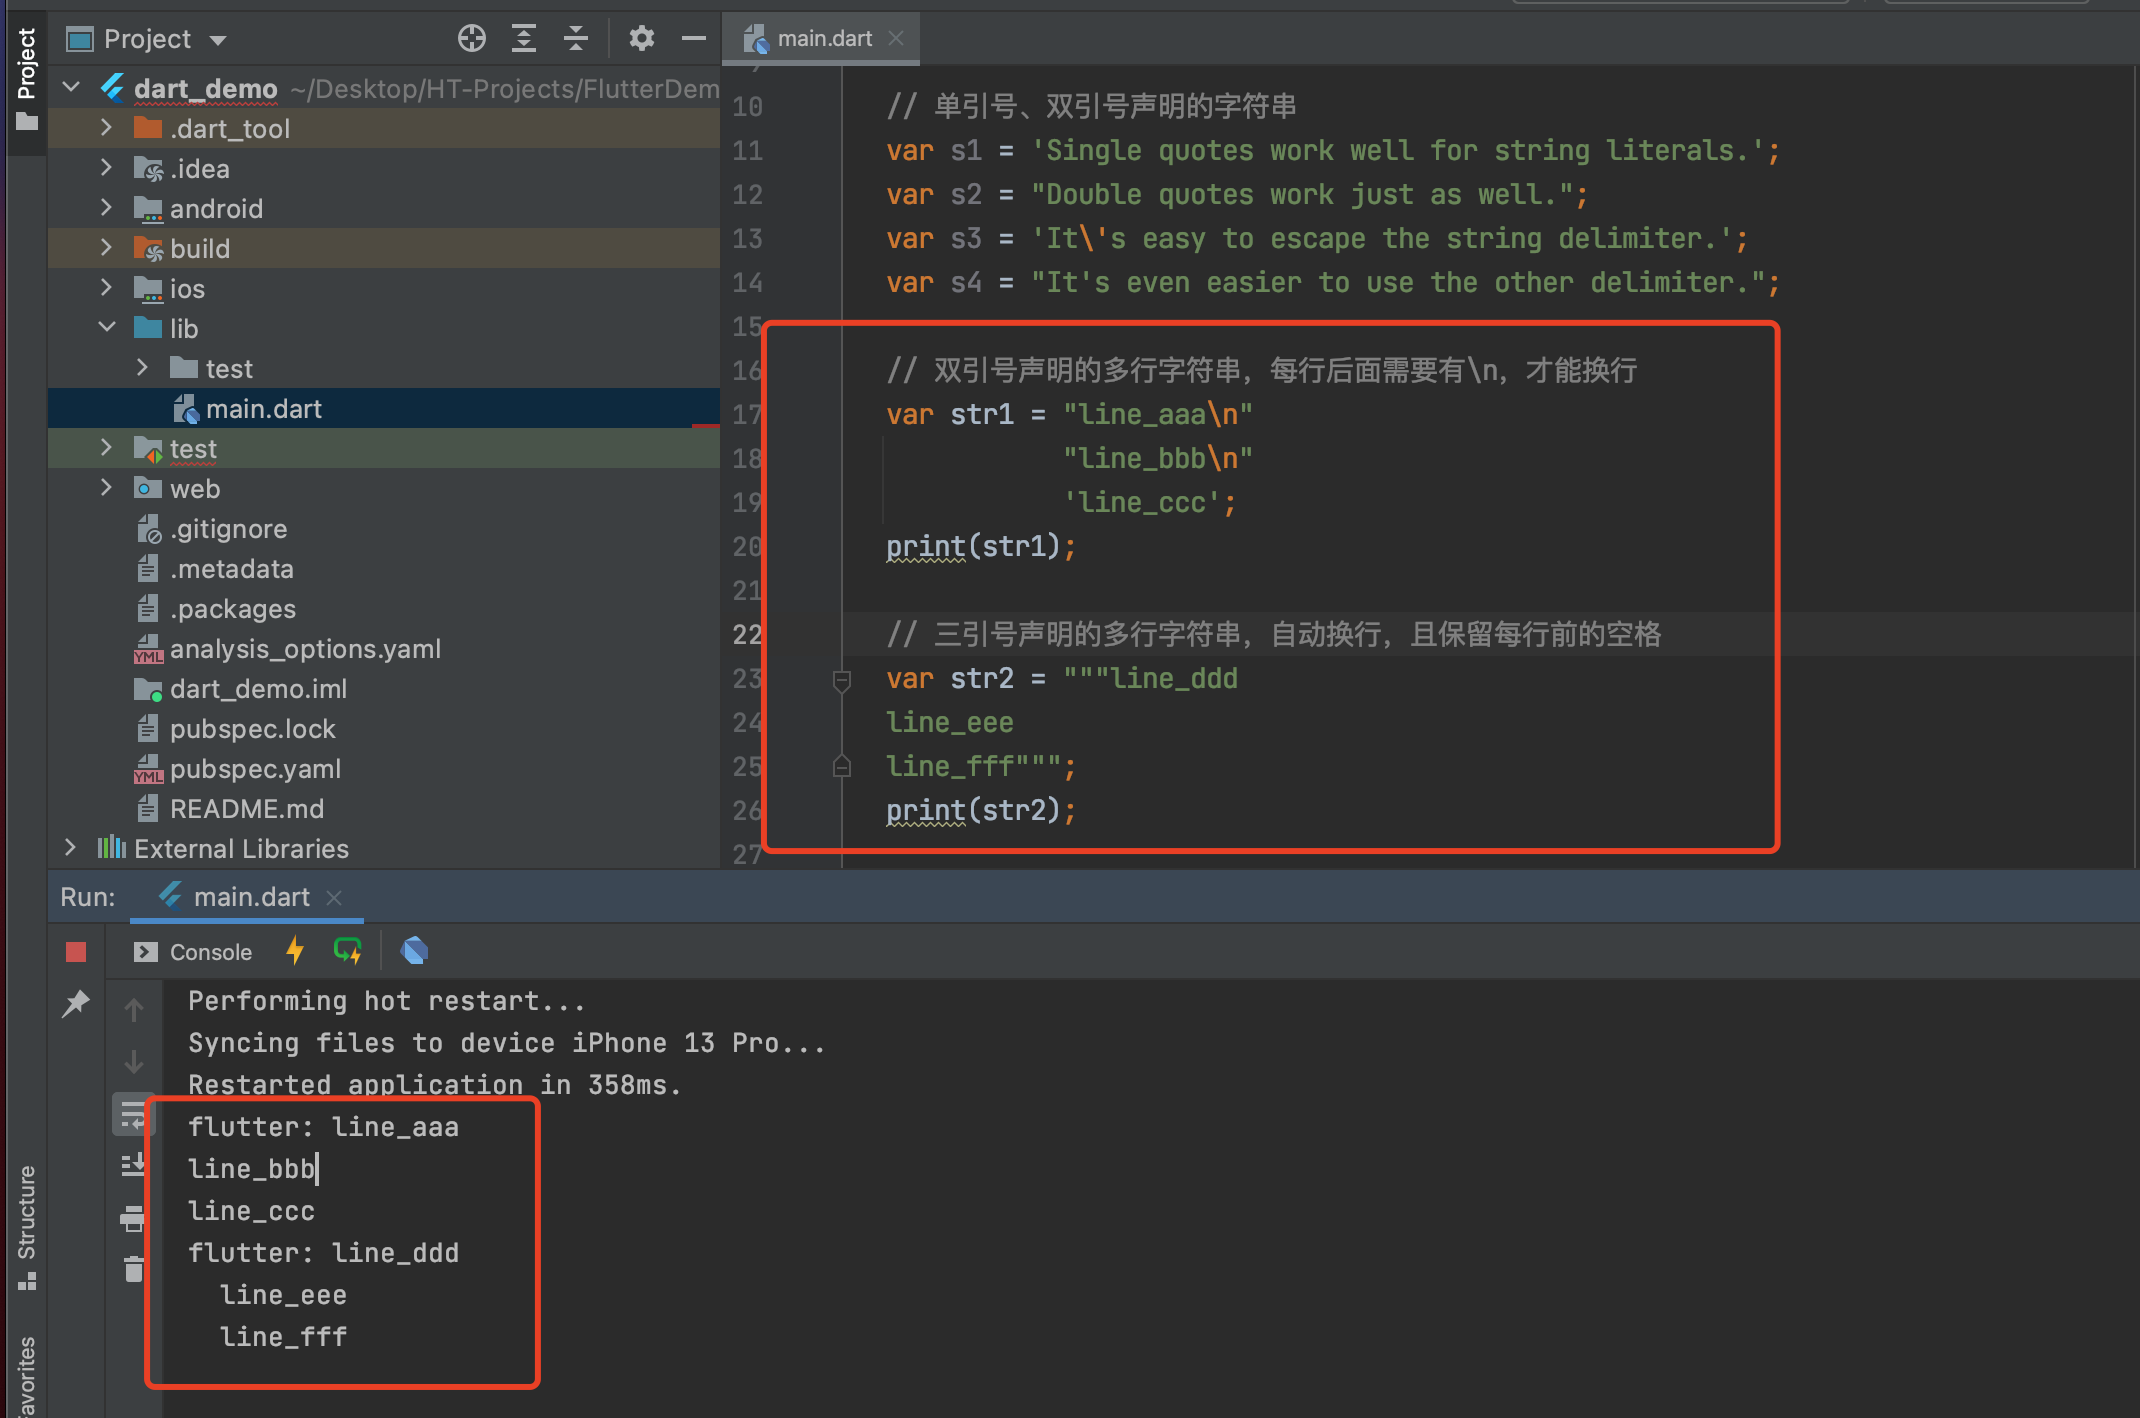 Project
Project
main.dart
dart_demo ~/Desktop/HT-Projects/FlutterDem
.dart_tool
.idea
android
build
ios
lib
test
main.dart
test
web
.gitignore
.metadata
.packages
analysis_options.yaml
dart_demo.iml
pubspec.lock
pubspec.yaml
README.md
External Libraries
10 // 单引号、双引号声明的字符串
11 var s1 = 'Single quotes work well for string literals.';
12 var s2 = "Double quotes work just as well.";
13 var s3 = 'It\'s easy to escape the string delimiter.';
14 var s4 = "It's even easier to use the other delimiter.";
15
16 // 双引号声明的多行字符串，每行后面需要有\n，才能换行
17 var str1 = "line_aaa\n"
18 "line_bbb\n"
19 'line_ccc';
20 print(str1);
21
22 // 三引号声明的多行字符串，自动换行，且保留每行前的空格
23 var str2 = """line_ddd
24 line_eee
25 line_fff""";
26 print(str2);
27
Run: main.dart
Console
Performing hot restart...
Syncing files to device iPhone 13 Pro...
Restarted application in 358ms.
flutter: line_aaa
line_bbb
line_ccc
flutter: line_ddd
line_eee
line_fff
Structure